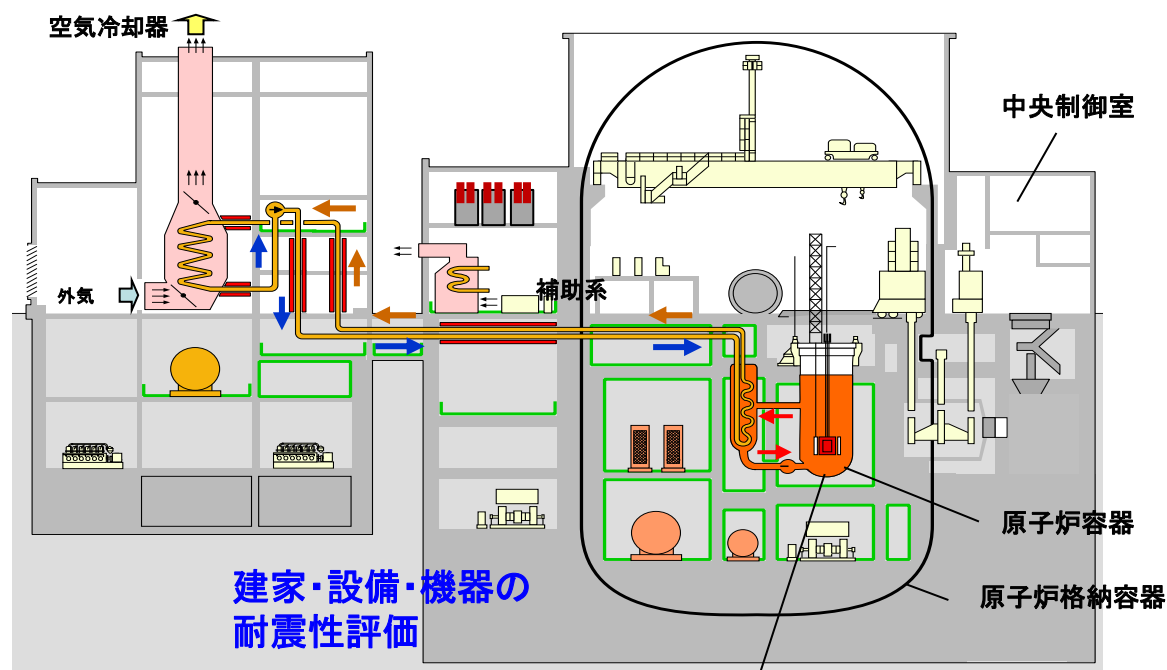 空気冷却器
中央制御室
外気
補助系
原子炉容器
原子炉格納容器
建家・設備・機器の
耐震性評価